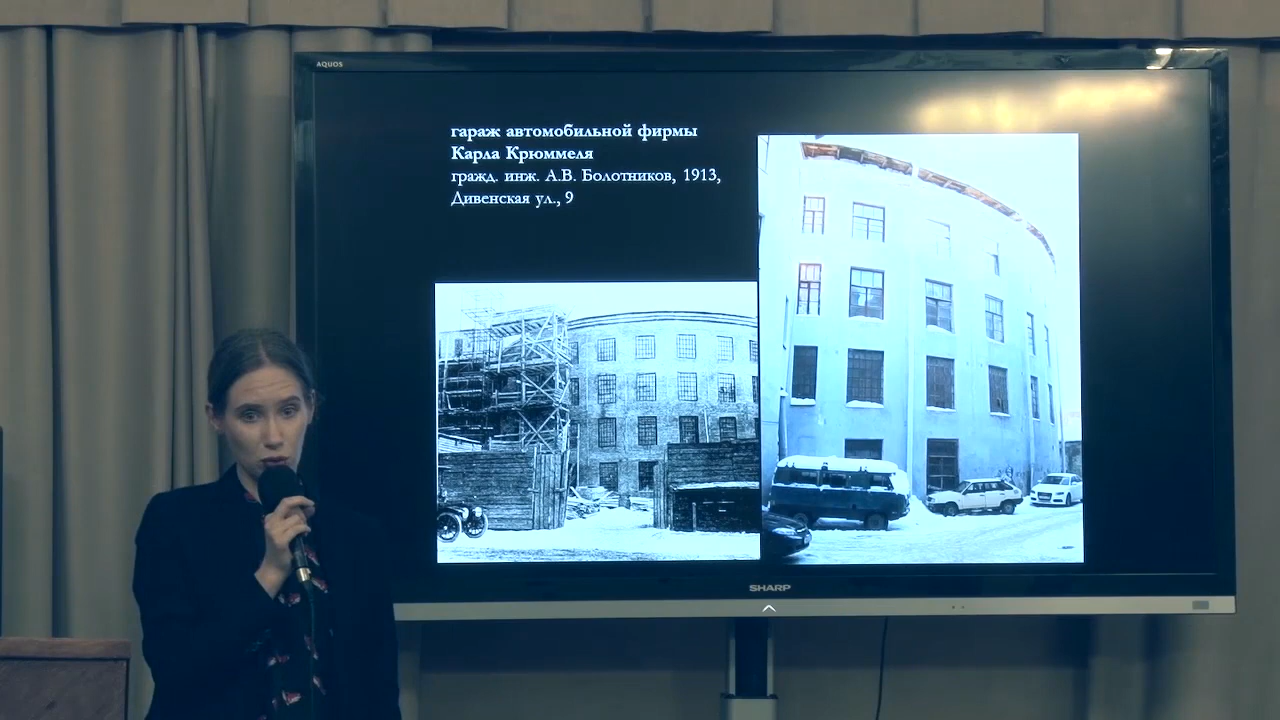 AQUOS
гараж автомобильной фирмы
Карла Крюммеля
гражд. инж. А.В. Болотников, 1913,
Дивенская ул., 9
SHARP